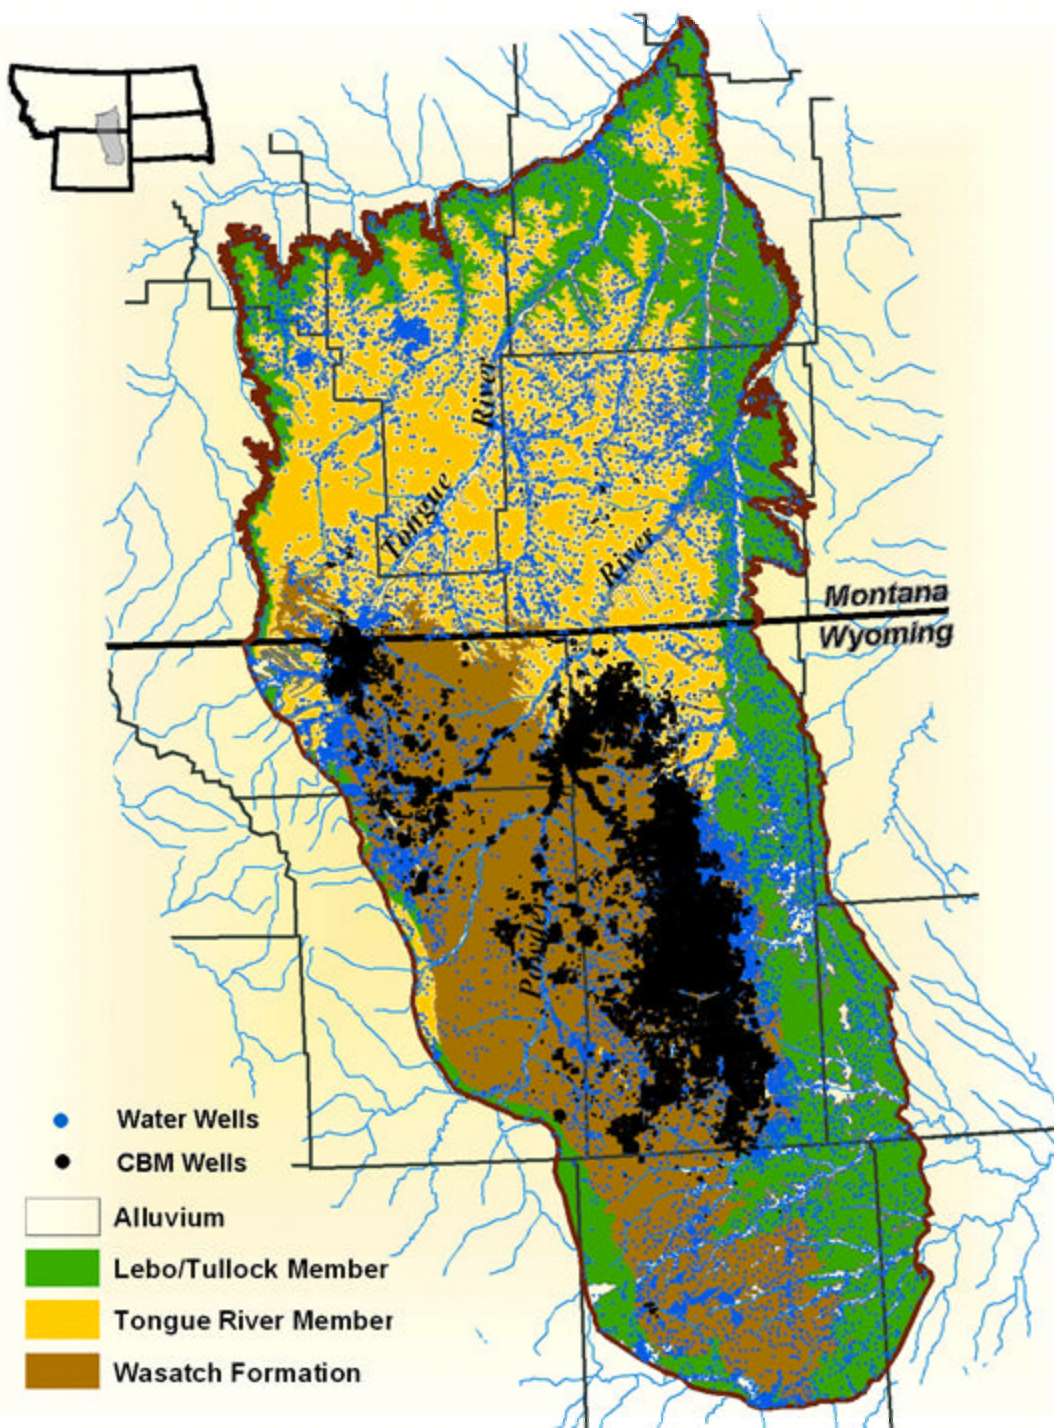 River
Tongue
River
Montana
Wyoming
Powder
Water Wells
CBM Wells
Alluvium
Lebo/Tullock Member
Tongue River Member
Wasatch Formation